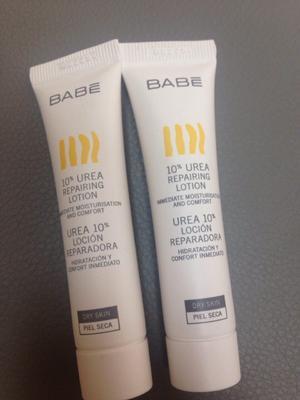 BABÉ
10% UREA
REPAIRING
LOTION
IMMEDIATE MOISTURISATION
AND COMFORT
UREA 10%
LOCIÓN
REPARADORA
HIDRATACIÓN Y
CONFORT INMEDIATO
DRY SKIN
PIEL SECA
BABÉ
10% UREA
REPAIRING
LOTION
IMMEDIATE MOISTURISATION
AND COMFORT
UREA 10%
LOCIÓN
REPARADORA
HIDRATACIÓN Y
CONFORT INMEDIATO
DRY SKIN
PIEL SECA